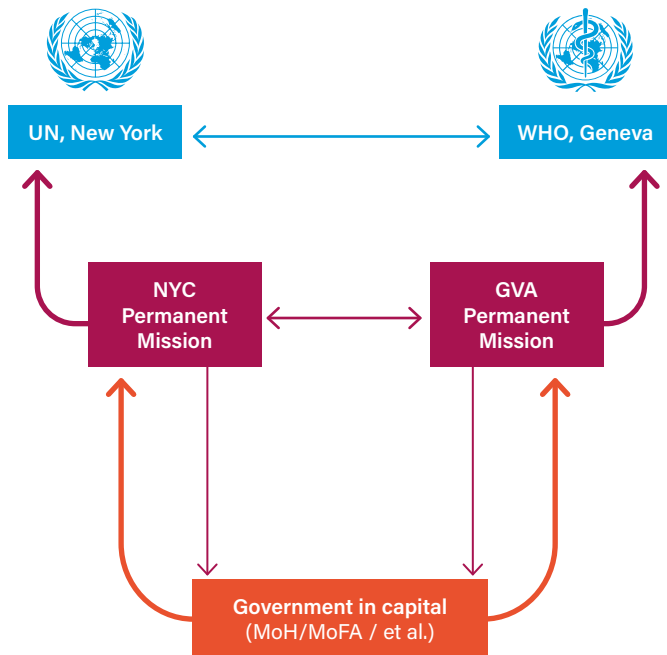 UN, New York
WHO, Geneva
NYC
Permanent
Mission
GVA
Permanent
Mission
Government in capital
(MoH/MoFA / et al.)